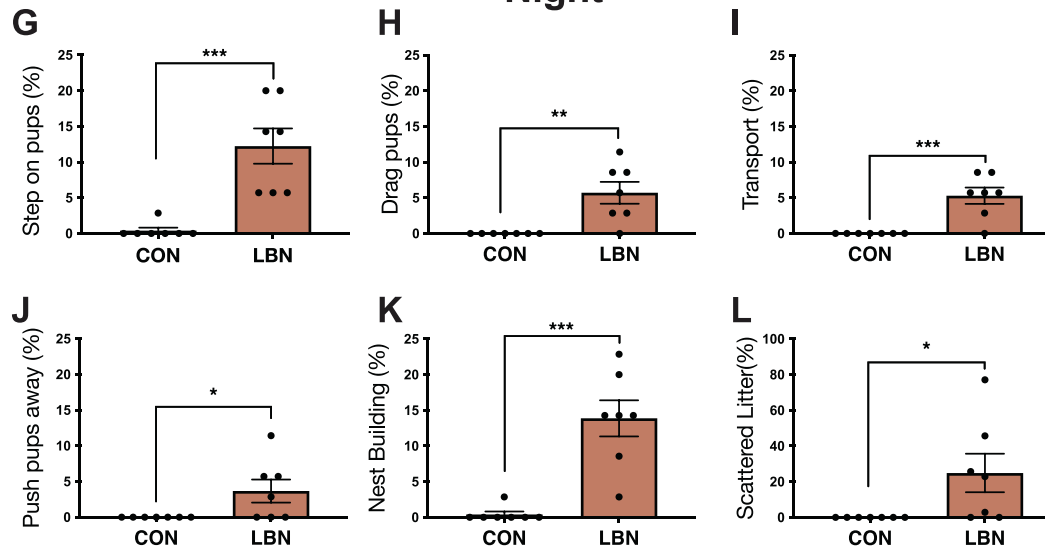 Night
G
Step on pups (%)
25
20
15
10
5
0
***
CON
LBN
H
Drag pups (%)
25
20
15
10
5
0
**
CON
LBN
I
Transport (%)
25
20
15
10
5
0
***
CON
LBN
J
Push pups away (%)
25
20
15
10
5
0
*
CON
LBN
K
Nest Building (%)
25
20
15
10
5
0
***
CON
LBN
L
Scattered Litter(%)
100
80
60
40
20
0
*
CON
LBN